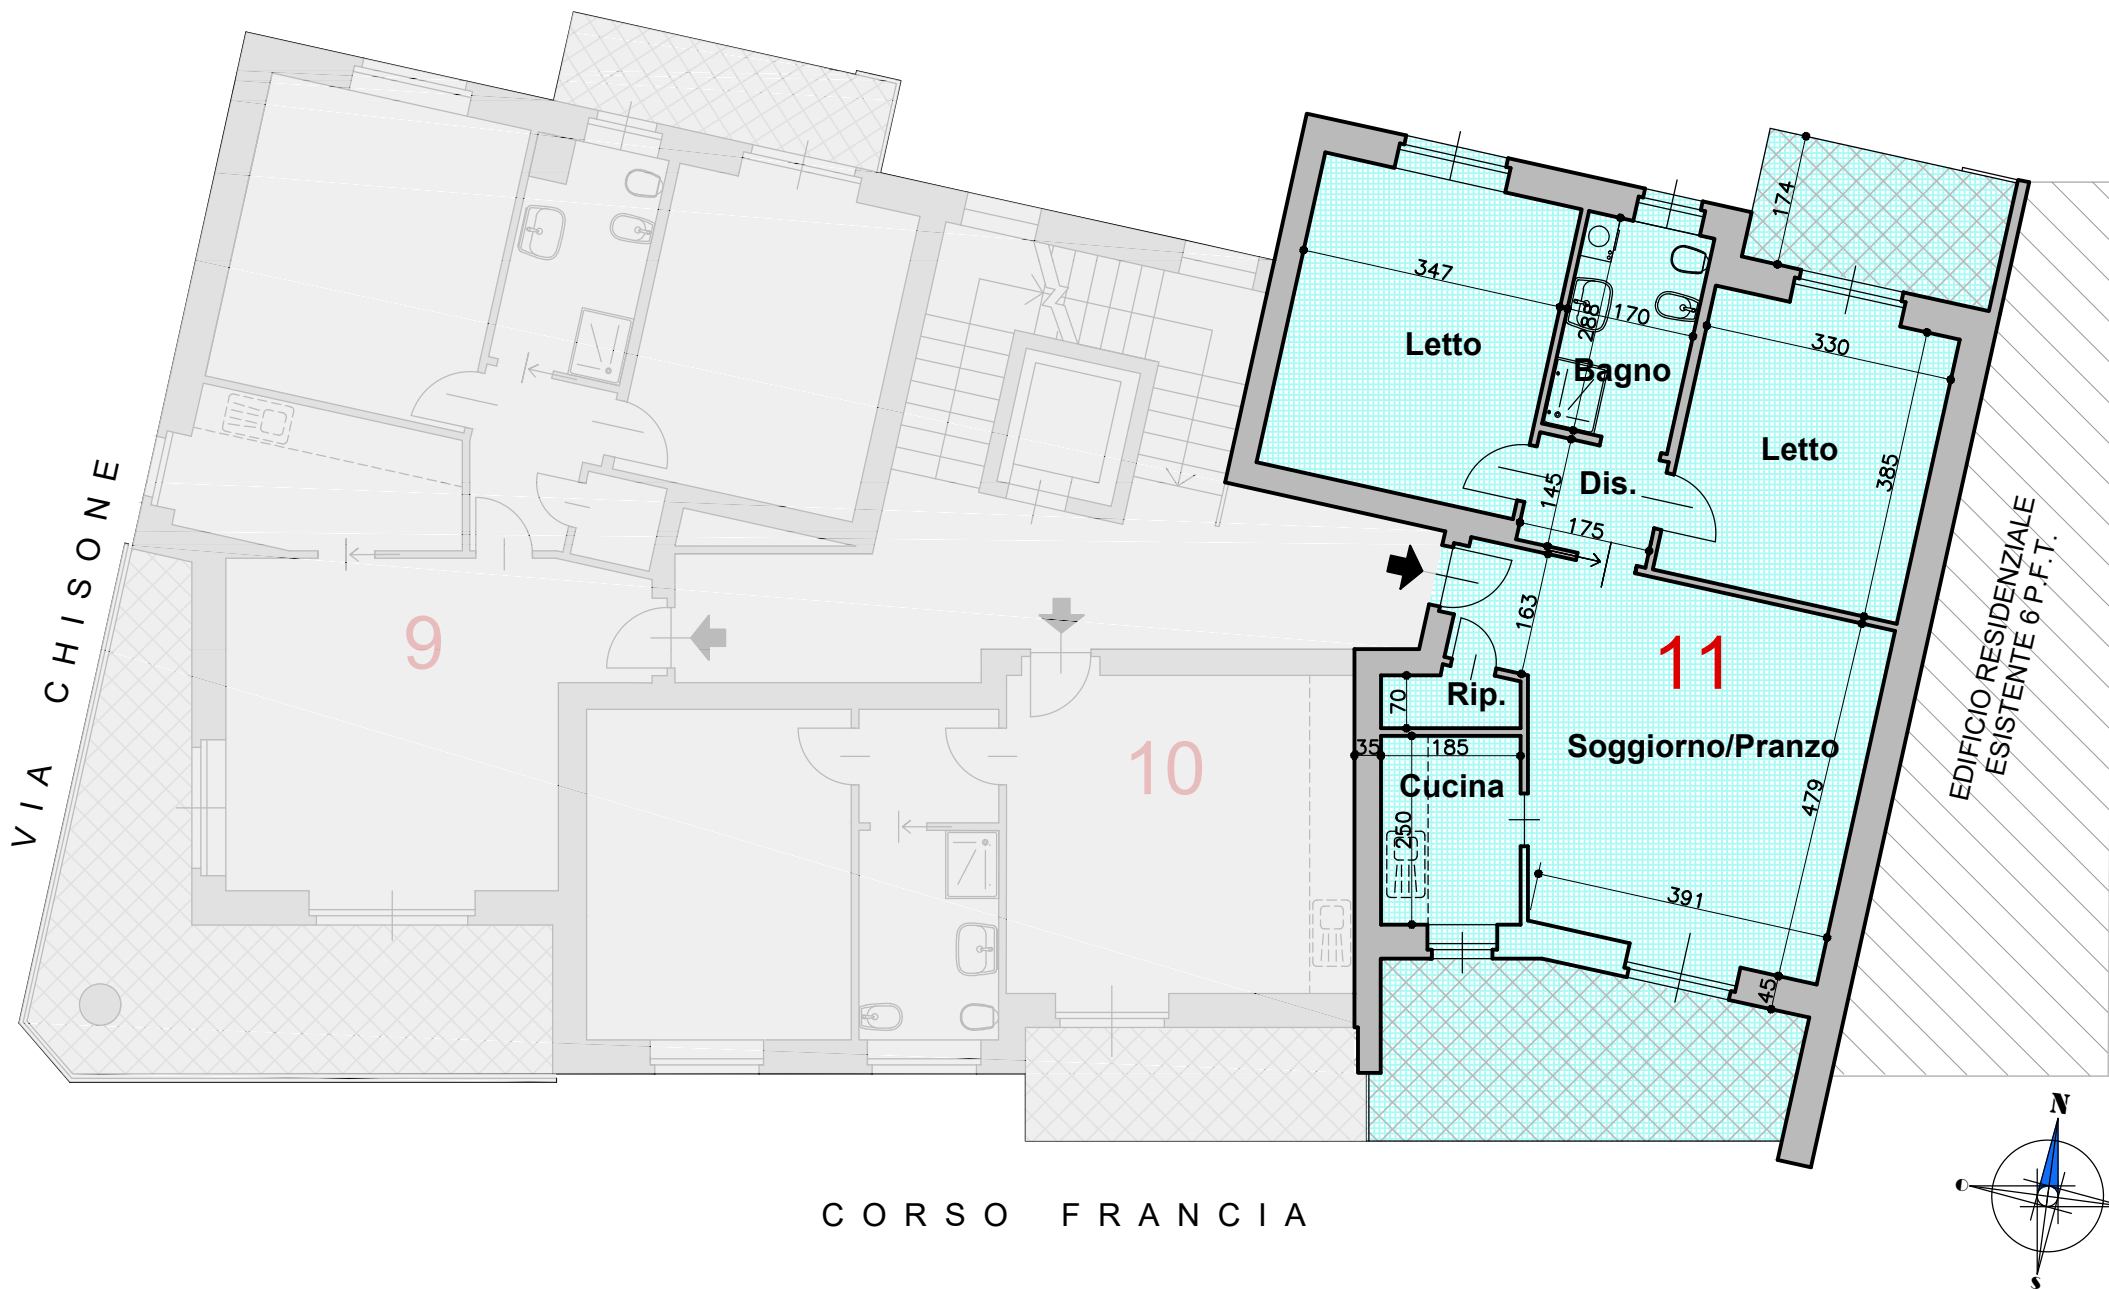 174
347
288
170
Letto
330
Bagno
Letto
385
Dis.
145
175
VIA CHISONE
EDIFICIO RESIDENZIALE
ESISTENTE 6 P.F.T.
163
9
11
70
Rip.
10
35
185
Soggiorno/Pranzo
Cucina
479
250
391
45
N
CORSO FRANCIA
S